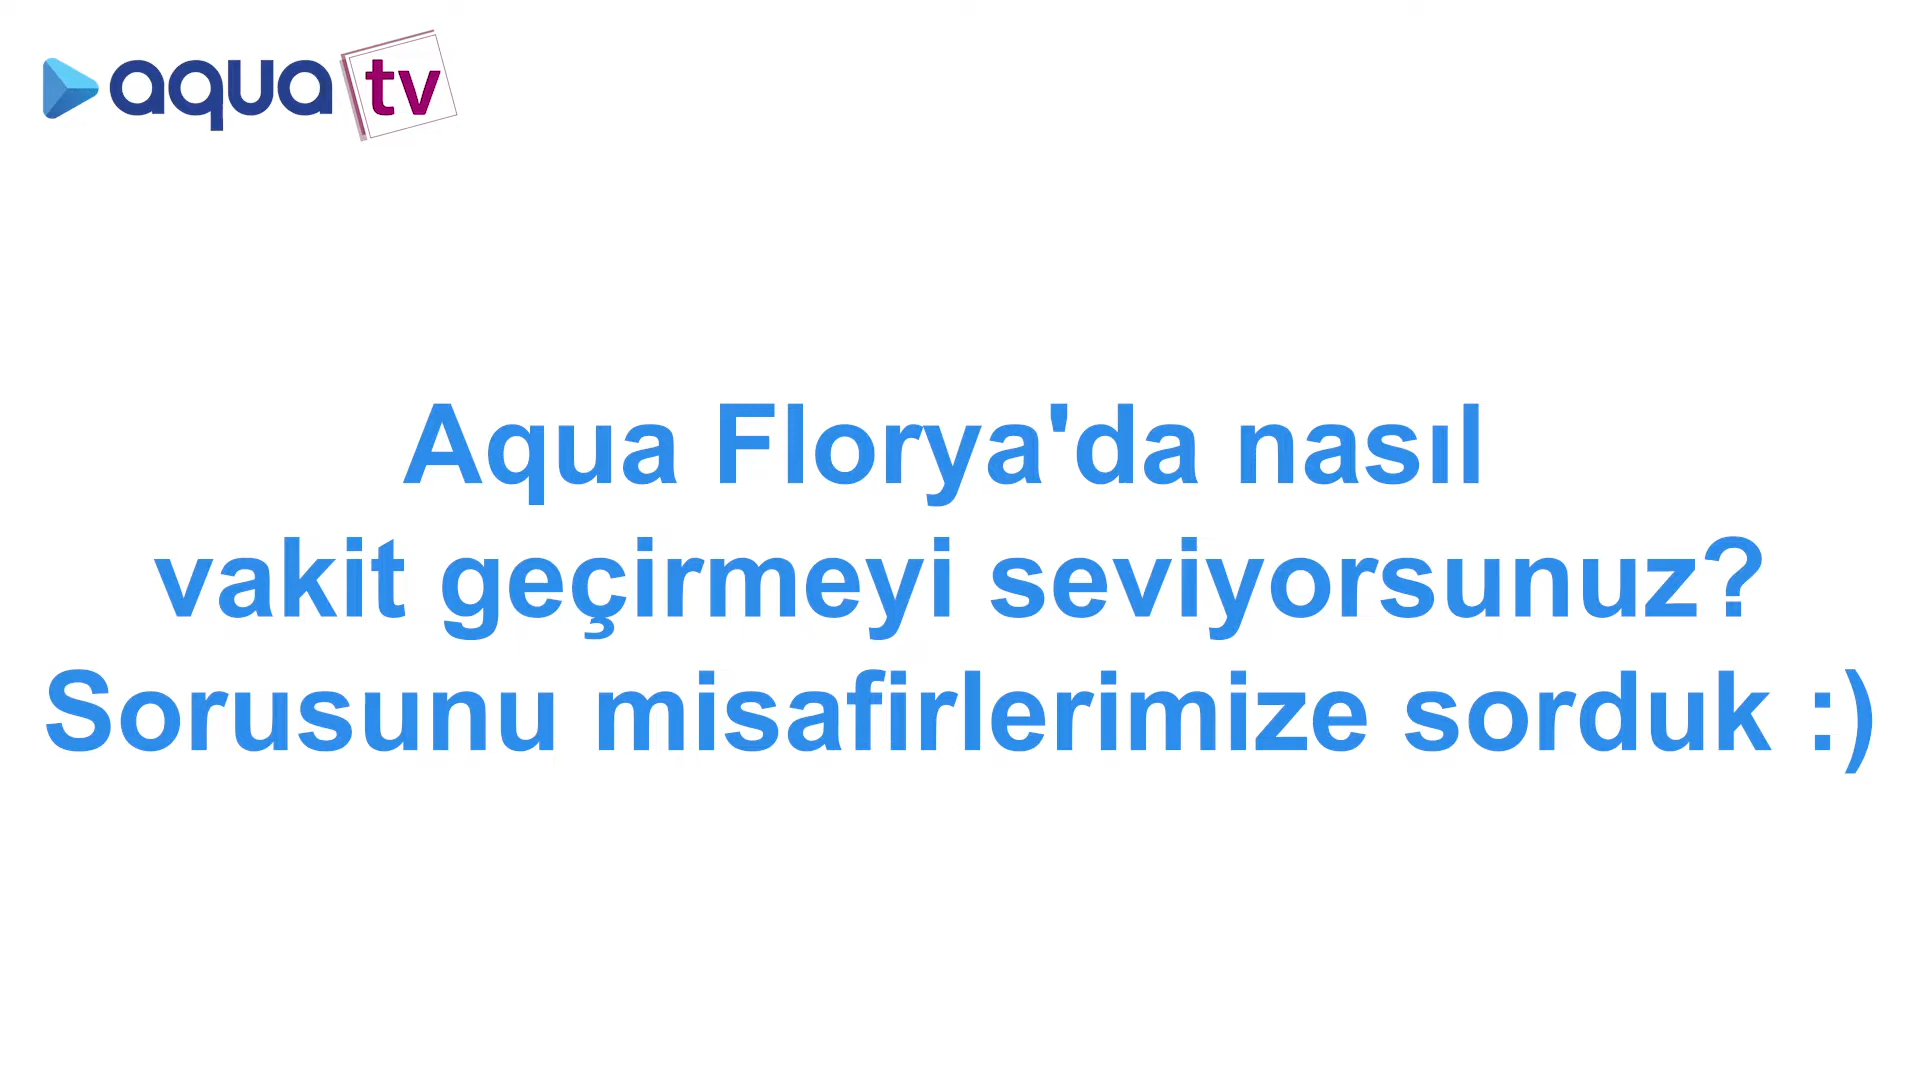 aqua tv
Aqua Florya'da nasıl
vakit geçirmeyi seviyorsunuz?
Sorusunu misafirlerimize sorduk :)